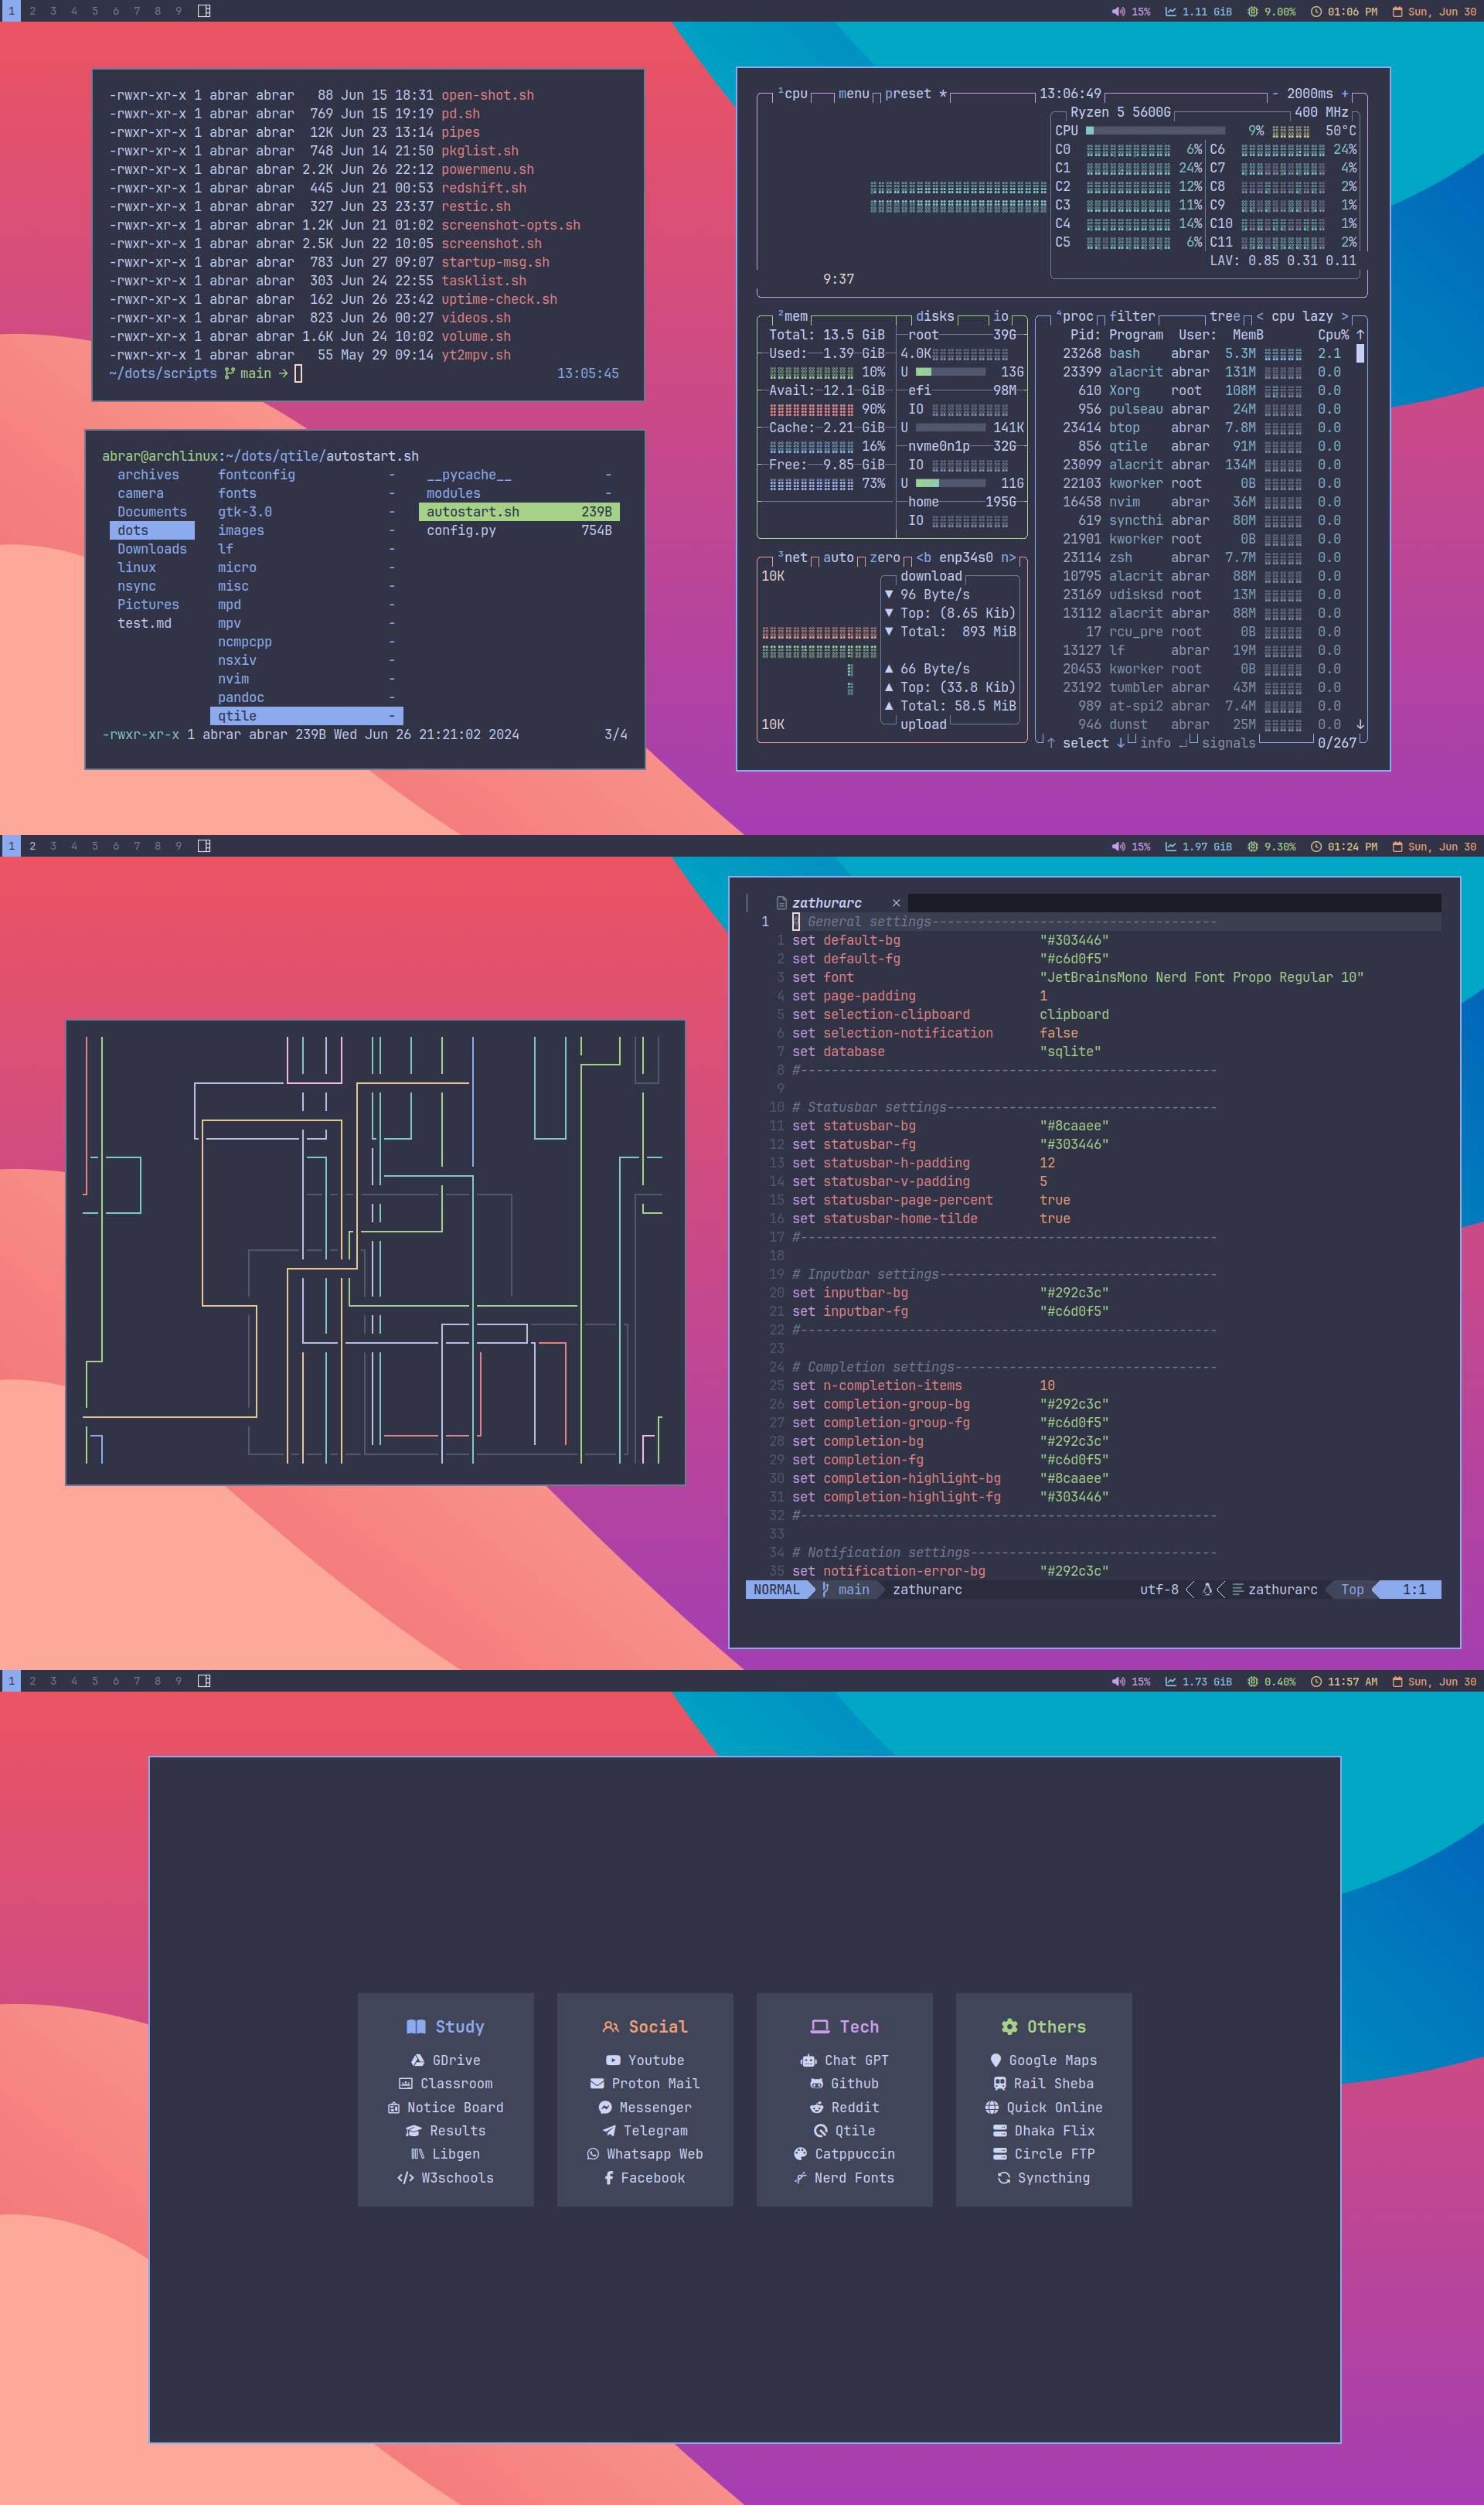 1 2 3 4 5 6 7 8 9 15% 1.11 GiB 9.00% 01:06 PM Sun, Jun 30
-rwxr-xr-x 1 abrar abrar 88 Jun 15 18:31 open-shot.sh
-rwxr-xr-x 1 abrar abrar 769 Jun 15 19:19 pd.sh
-rwxr-xr-x 1 abrar abrar 12K Jun 23 13:14 pipes
-rwxr-xr-x 1 abrar abrar 748 Jun 14 21:50 pkglist.sh
-rwxr-xr-x 1 abrar abrar 2.2K Jun 26 22:12 powermenu.sh
-rwxr-xr-x 1 abrar abrar 445 Jun 21 00:53 redshift.sh
-rwxr-xr-x 1 abrar abrar 327 Jun 23 23:37 restic.sh
-rwxr-xr-x 1 abrar abrar 1.2K Jun 21 01:02 screenshot-opts.sh
-rwxr-xr-x 1 abrar abrar 2.5K Jun 22 10:05 screenshot.sh
-rwxr-xr-x 1 abrar abrar 783 Jun 27 09:07 startup-msg.sh
-rwxr-xr-x 1 abrar abrar 303 Jun 24 22:55 tasklist.sh
-rwxr-xr-x 1 abrar abrar 162 Jun 26 23:42 uptime-check.sh
-rwxr-xr-x 1 abrar abrar 823 Jun 26 00:27 videos.sh
-rwxr-xr-x 1 abrar abrar 1.6K Jun 24 10:02 volume.sh
-rwxr-xr-x 1 abrar abrar 55 May 29 09:14 yt2mpv.sh
~/dots/scripts main → 13:05:45
abrar@archlinux:~/dots/qtile/autostart.sh
archives fontconfig - __pycache__ -
camera fonts - modules -
Documents gtk-3.0 - autostart.sh 239B
dots images - config.py 754B
Downloads lf -
linux micro -
nsync misc -
Pictures mpd -
test.md mpv -
ncmpcpp -
nsxiv -
nvim -
pandoc -
qtile -
-rwxr-xr-x 1 abrar abrar 239B Wed Jun 26 21:21:02 2024 3/4
¹cpu menu preset * 13:06:49 - 2000ms +
Ryzen 5 5600G 400 MHz
CPU 9% 50°C
C0 6% C6 24%
C1 24% C7 4%
C2 12% C8 2%
C3 11% C9 1%
C4 14% C10 1%
C5 6% C11 2%
LAV: 0.85 0.31 0.11
9:37
²mem disks io
Total: 13.5 GiB root 39G
Used: 1.39 GiB 4.0K
10% U 13G
Avail: 12.1 GiB efi 98M
90% IO
Cache: 2.21 GiB U 141K
16% nvme0n1p 32G
Free: 9.85 GiB IO
73% U 11G
home 195G
IO
³net auto zero <b enp34s0 n>
10K download
▼ 96 Byte/s
▼ Top: (8.65 Kib)
▼ Total: 893 MiB
▲ 66 Byte/s
▲ Top: (33.8 Kib)
▲ Total: 58.5 MiB
10K upload
⁴proc filter tree < cpu lazy >
Pid: Program User: MemB Cpu% ↑
23268 bash abrar 5.3M 2.1
23399 alacrit abrar 131M 0.0
610 Xorg root 108M 0.0
956 pulseau abrar 24M 0.0
23414 btop abrar 7.8M 0.0
856 qtile abrar 91M 0.0
23099 alacrit abrar 134M 0.0
22103 kworker root 0B 0.0
16458 nvim abrar 36M 0.0
619 syncthi abrar 80M 0.0
21901 kworker root 0B 0.0
23114 zsh abrar 7.7M 0.0
10795 alacrit abrar 88M 0.0
23169 udisksd root 13M 0.0
13112 alacrit abrar 88M 0.0
17 rcu_pre root 0B 0.0
13127 lf abrar 19M 0.0
20453 kworker root 0B 0.0
23192 tumbler abrar 43M 0.0
989 at-spi2 abrar 7.4M 0.0
946 dunst abrar 25M 0.0 ↓
↑ select ↓ info ↵ signals 0/267
1 2 3 4 5 6 7 8 9 15% 1.97 GiB 9.30% 01:24 PM Sun, Jun 30
zathurarc ×
1 # General settings-------------------------------------
1 set default-bg "#303446"
2 set default-fg "#c6d0f5"
3 set font "JetBrainsMono Nerd Font Propo Regular 10"
4 set page-padding 1
5 set selection-clipboard clipboard
6 set selection-notification false
7 set database "sqlite"
8 #------------------------------------------------------
9
10 # Statusbar settings-----------------------------------
11 set statusbar-bg "#8caaee"
12 set statusbar-fg "#303446"
13 set statusbar-h-padding 12
14 set statusbar-v-padding 5
15 set statusbar-page-percent true
16 set statusbar-home-tilde true
17 #------------------------------------------------------
18
19 # Inputbar settings------------------------------------
20 set inputbar-bg "#292c3c"
21 set inputbar-fg "#c6d0f5"
22 #------------------------------------------------------
23
24 # Completion settings----------------------------------
25 set n-completion-items 10
26 set completion-group-bg "#292c3c"
27 set completion-group-fg "#c6d0f5"
28 set completion-bg "#292c3c"
29 set completion-fg "#c6d0f5"
30 set completion-highlight-bg "#8caaee"
31 set completion-highlight-fg "#303446"
32 #------------------------------------------------------
33
34 # Notification settings--------------------------------
35 set notification-error-bg "#292c3c"
NORMAL main zathurarc utf-8 zathurarc Top 1:1
1 2 3 4 5 6 7 8 9 15% 1.73 GiB 0.40% 11:57 AM Sun, Jun 30
Study
GDrive
Classroom
Notice Board
Results
Libgen
W3schools
Social
Youtube
Proton Mail
Messenger
Telegram
Whatsapp Web
Facebook
Tech
Chat GPT
Github
Reddit
Qtile
Catppuccin
Nerd Fonts
Others
Google Maps
Rail Sheba
Quick Online
Dhaka Flix
Circle FTP
Syncthing